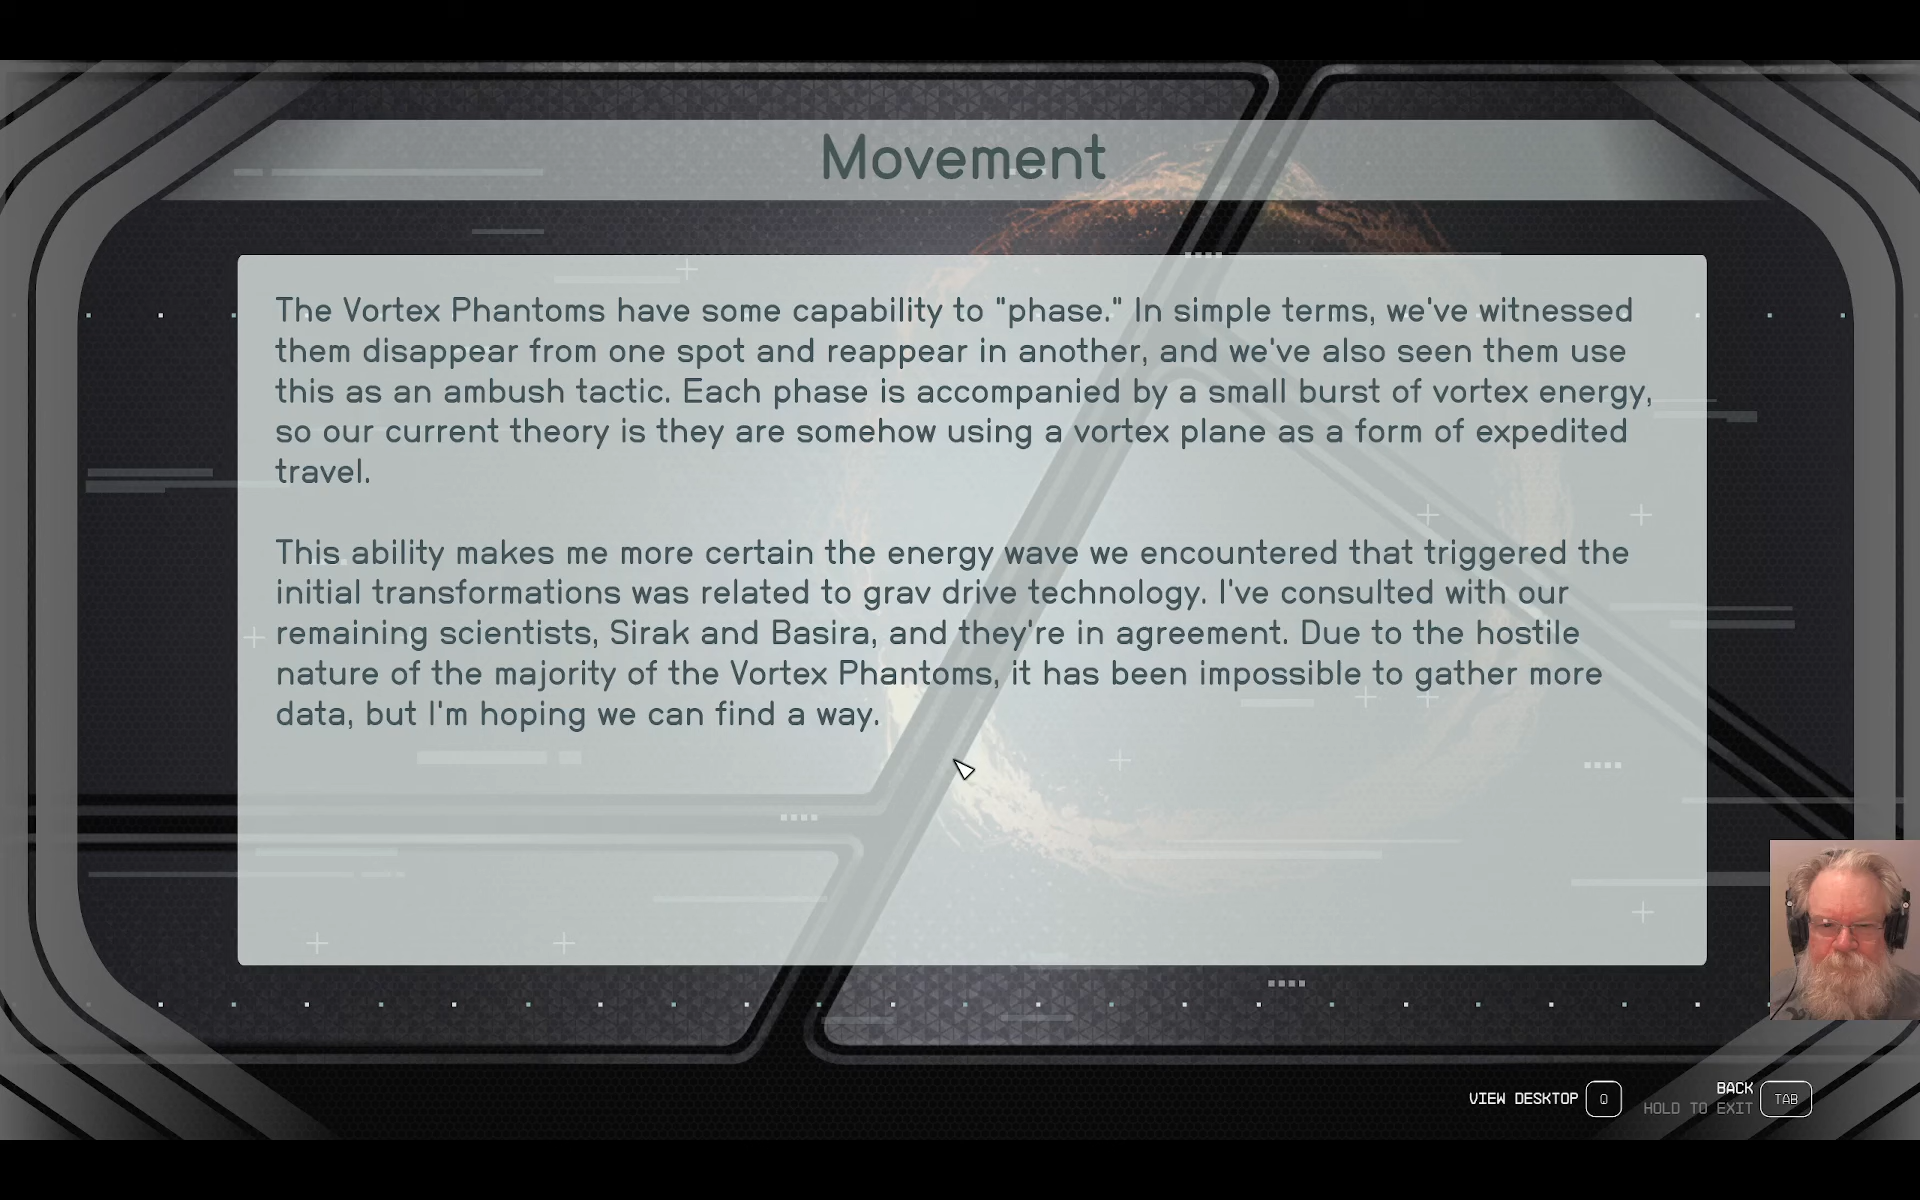 Movement
The Vortex Phantoms have some capability to "phase." In simple terms, we've witnessed
them disappear from one spot and reappear in another, and we've also seen them use
this as an ambush tactic. Each phase is accompanied by a small burst of vortex energy,
so our current theory is they are somehow using a vortex plane as a form of expedited
travel.
This ability makes me more certain the energy wave we encountered that triggered the
initial transformations was related to grav drive technology. I've consulted with our
remaining scientists, Sirak and Basira, and they're in agreement. Due to the hostile
nature of the majority of the Vortex Phantoms, it has been impossible to gather more
data, but I'm hoping we can find a way.
VIEW DESKTOP Q
BACK
HOLD TO EXIT TAB